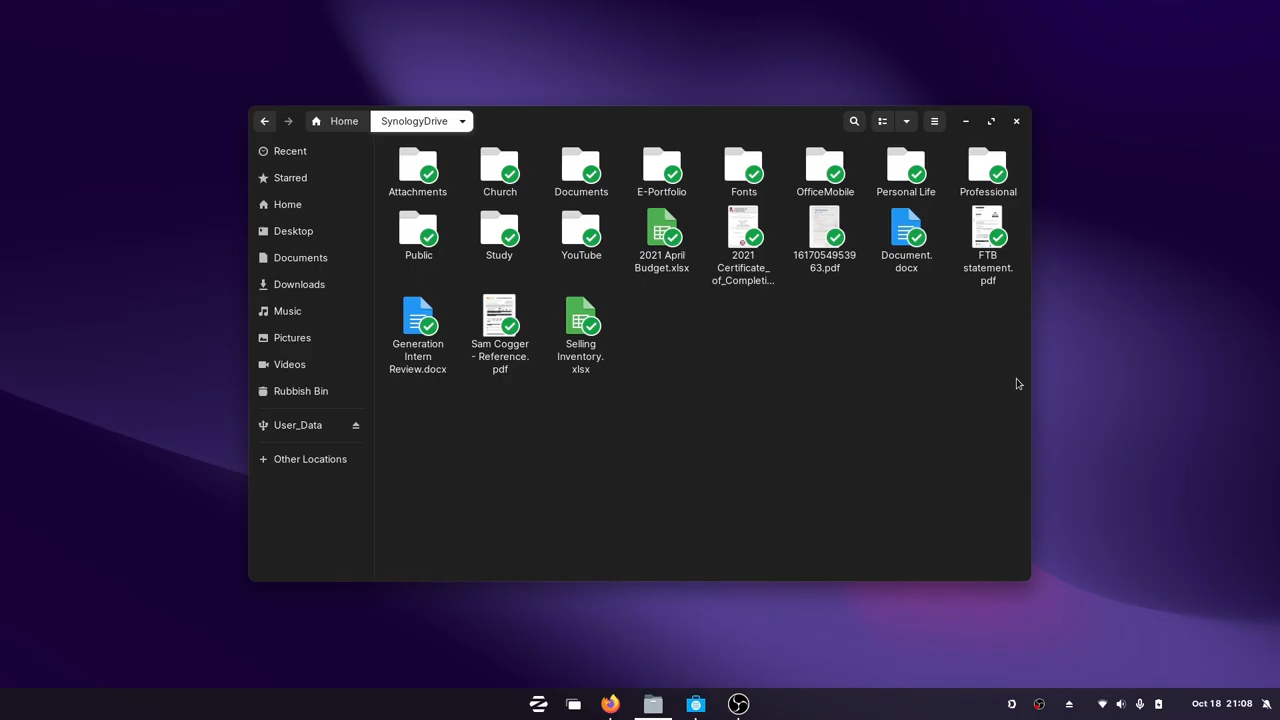 Home
SynologyDrive
Recent
Starred
Home
Desktop
Documents
Downloads
Music
Pictures
Videos
Rubbish Bin
User_Data
Other Locations
Attachments
Church
Documents
E-Portfolio
Fonts
OfficeMobile
Personal Life
Professional
Public
Study
YouTube
2021 April
Budget.xlsx
2021
Certificate_
of_Completi...
16170549539
63.pdf
Document.
docx
FTB
statement.
pdf
Generation
Intern
Review.docx
Sam Cogger
- Reference.
pdf
Selling
Inventory.
xlsx
Oct 18 21:08